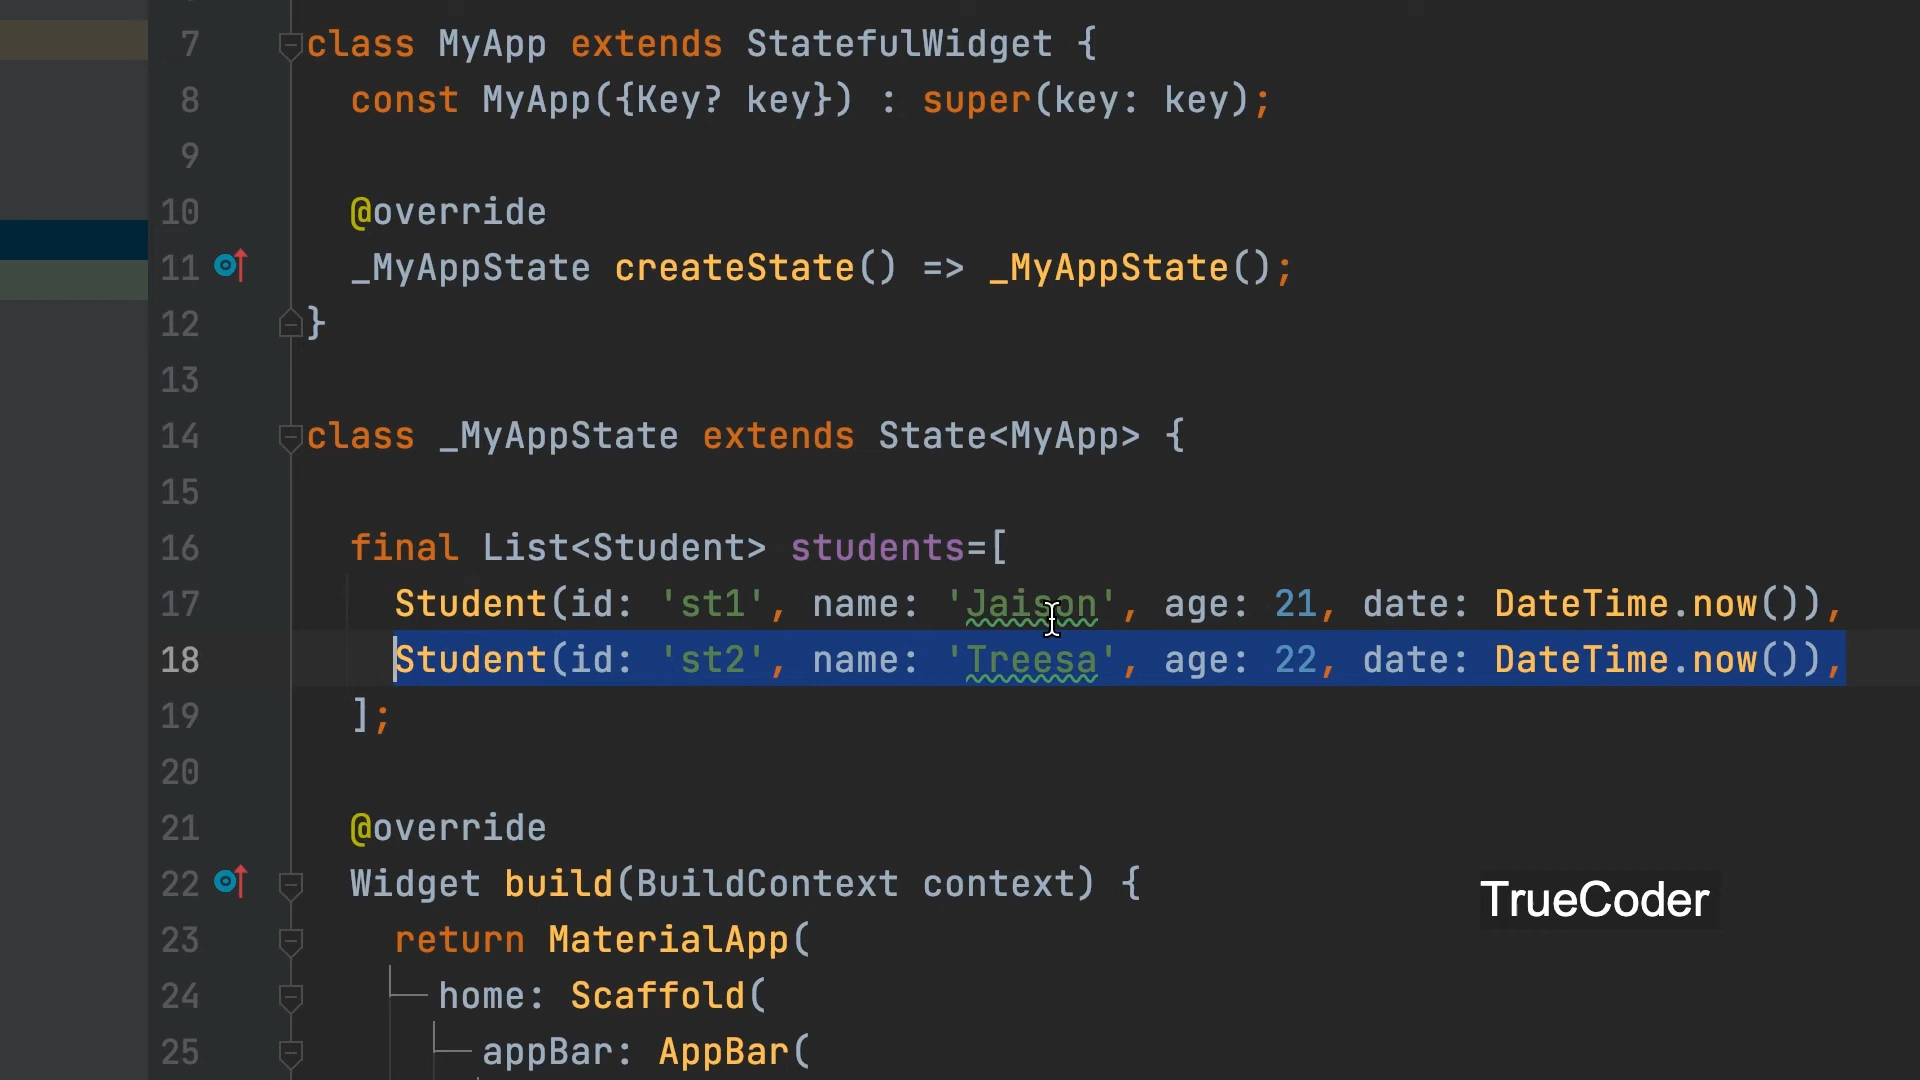 7 class MyApp extends StatefulWidget {
8 const MyApp({Key? key}) : super(key: key);
9
10 @override
11 _MyAppState createState() => _MyAppState();
12 }
13
14 class _MyAppState extends State<MyApp> {
15
16 final List<Student> students=[
17 Student(id: 'st1', name: 'Jaison', age: 21, date: DateTime.now()),
18 Student(id: 'st2', name: 'Treesa', age: 22, date: DateTime.now()),
19 ];
20
21 @override
22 Widget build(BuildContext context) {
23 return MaterialApp(
24 home: Scaffold(
25 appBar: AppBar(
TrueCoder